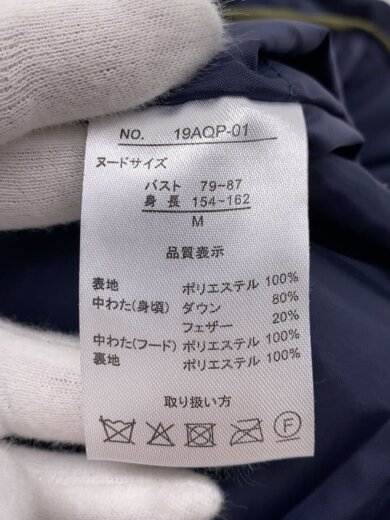 NO. 19AQP-01
ヌードサイズ
バスト 79~87
身長 154~162
M
品質表示
表地 ポリエステル 100%
中わた(身頃) ダウン 80%
フェザー 20%
中わた(フード) ポリエステル 100%
裏地 ポリエステル 100%
取り扱い方
F